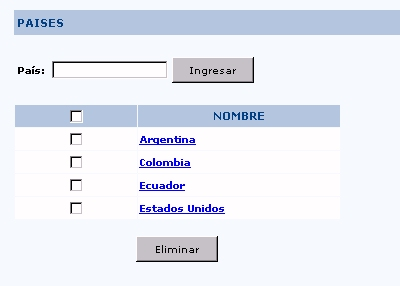 PAISES
País: Ingresar
NOMBRE
Argentina
Colombia
Ecuador
Estados Unidos
Eliminar